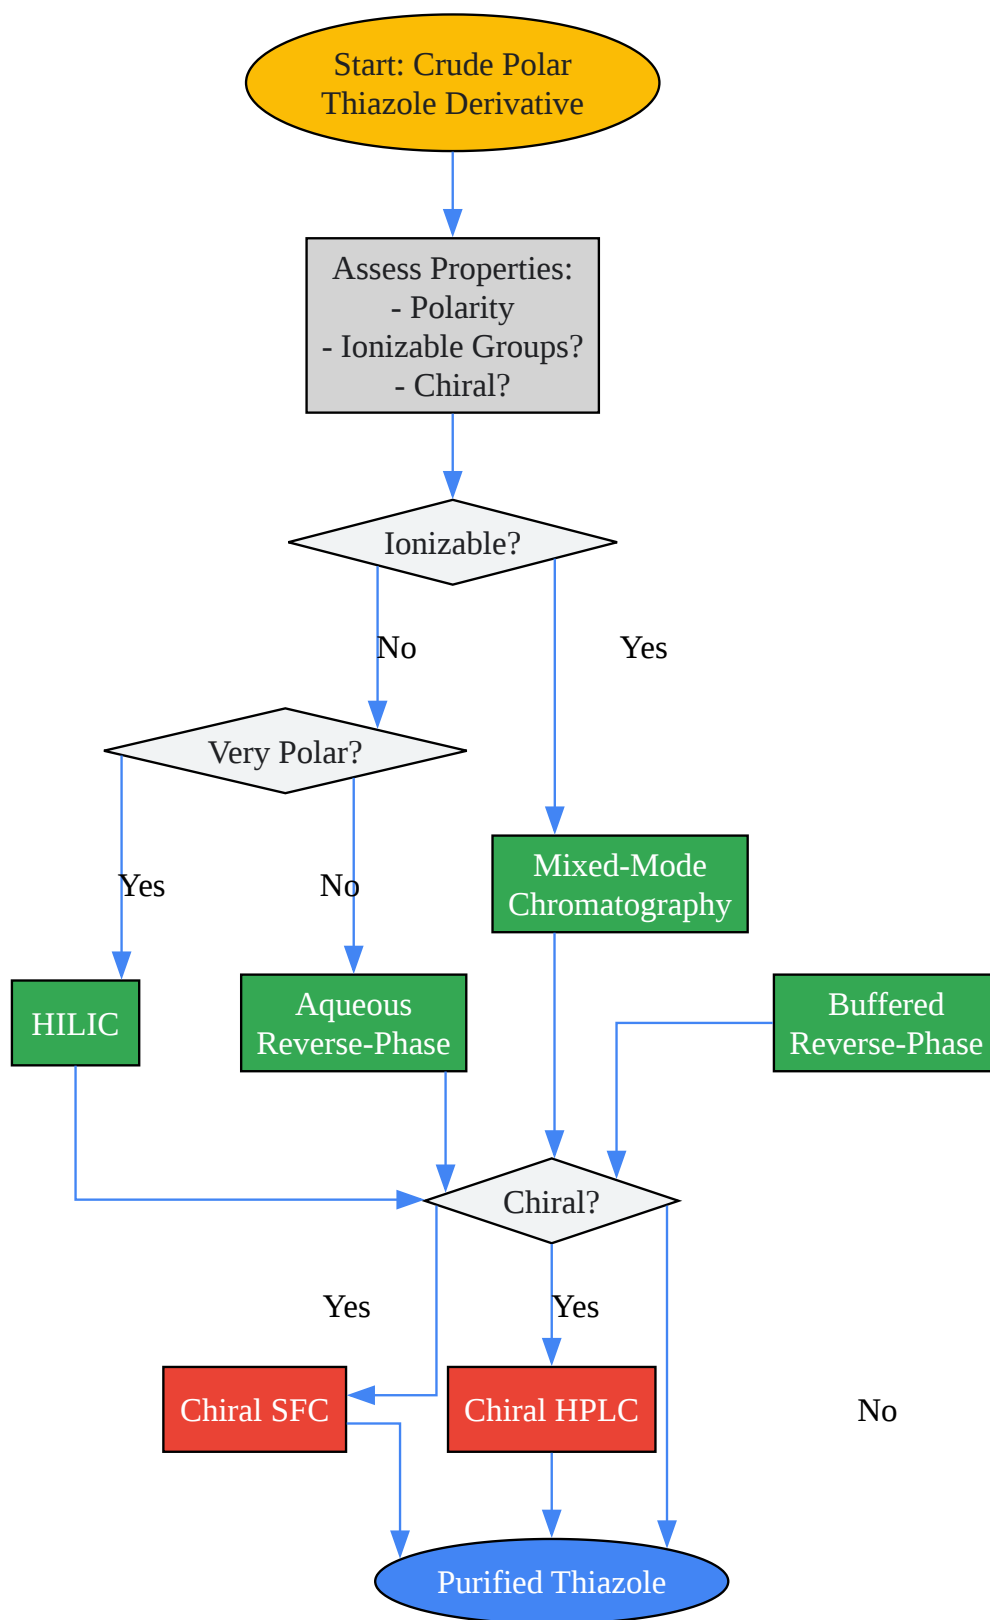 Start: Crude Polar
Thiazole Derivative
Assess Properties:
- Polarity
- Ionizable Groups?
- Chiral?
Ionizable?
No
Yes
Very Polar?
Mixed-Mode
Chromatography
Yes
No
HILIC
Aqueous
Reverse-Phase
Buffered
Reverse-Phase
Chiral?
Yes
Yes
Chiral SFC
Chiral HPLC
No
Purified Thiazole